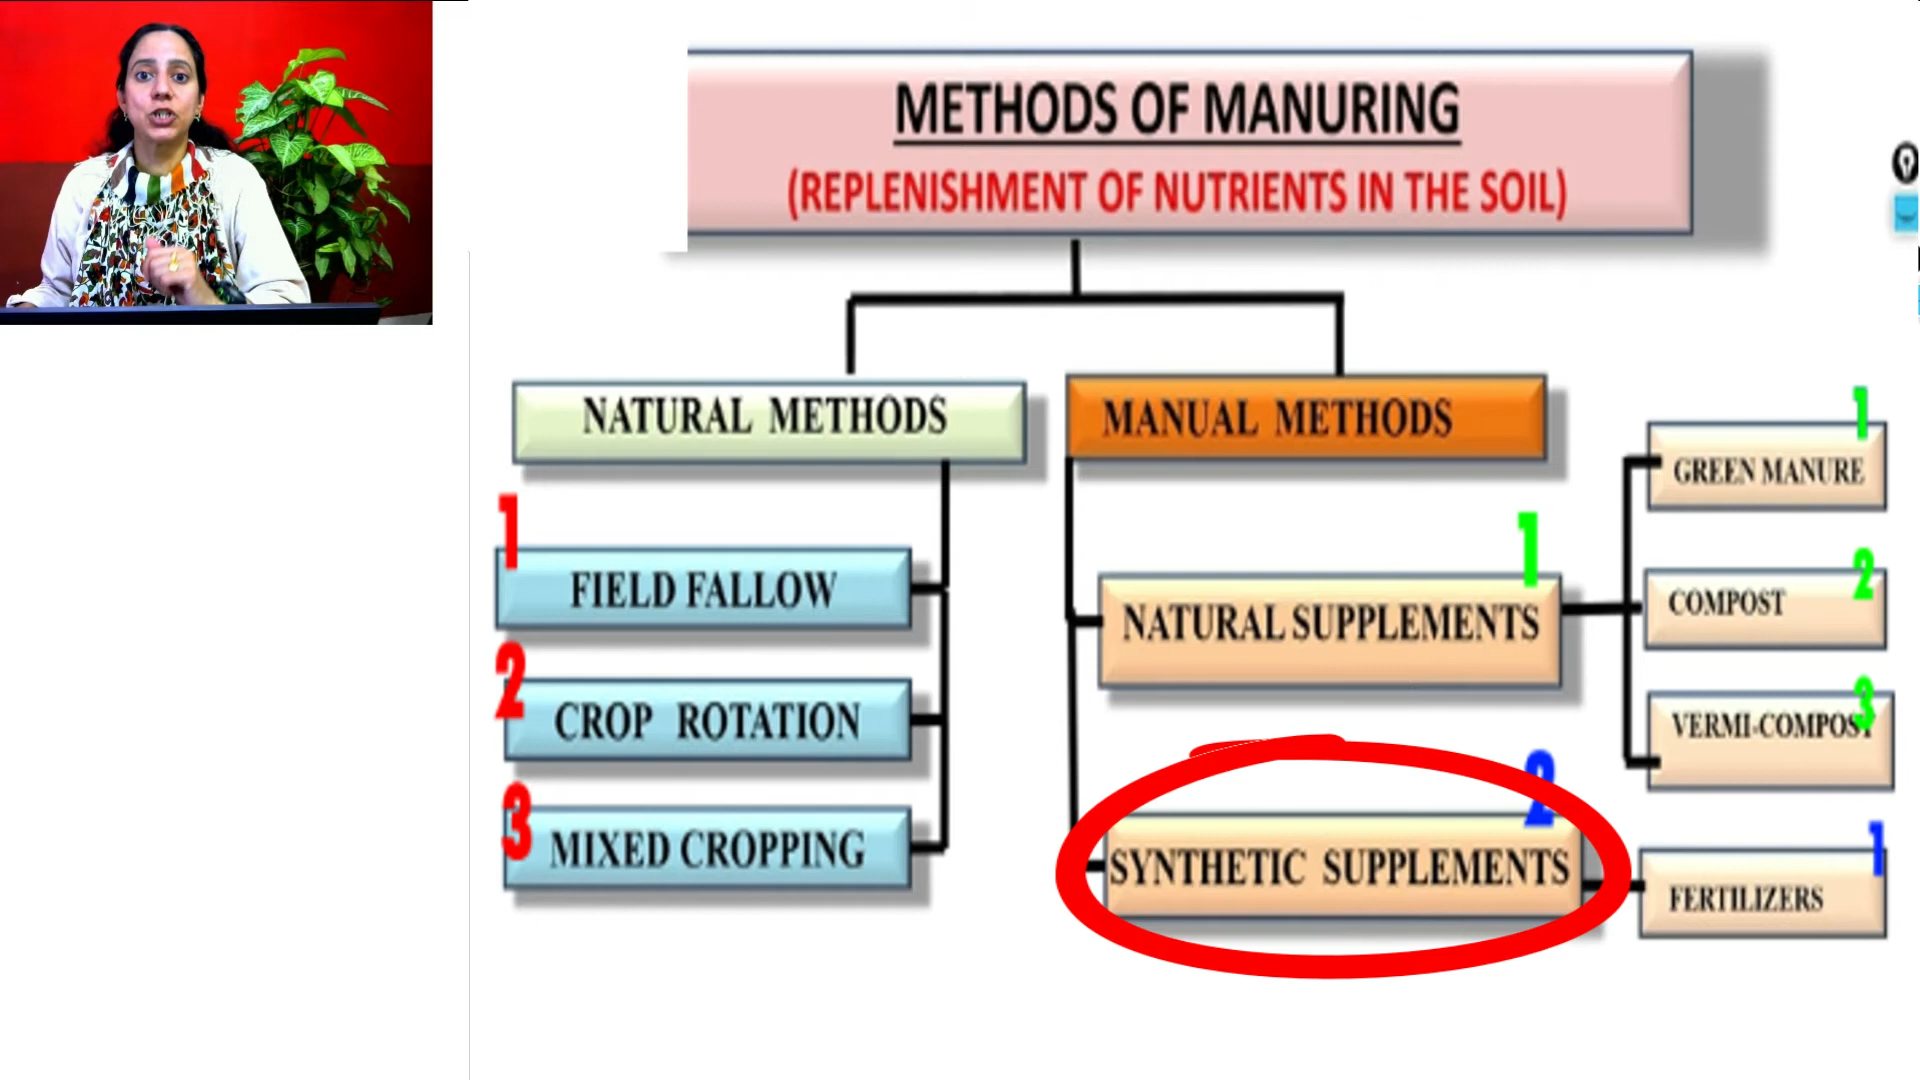 METHODS OF MANURING
(REPLENISHMENT OF NUTRIENTS IN THE SOIL)
NATURAL METHODS
1
FIELD FALLOW
2
CROP ROTATION
3
MIXED CROPPING
MANUAL METHODS
1
NATURAL SUPPLEMENTS
1
GREEN MANURE
2
COMPOST
3
VERMI-COMPOST
2
SYNTHETIC SUPPLEMENTS
1
FERTILIZERS